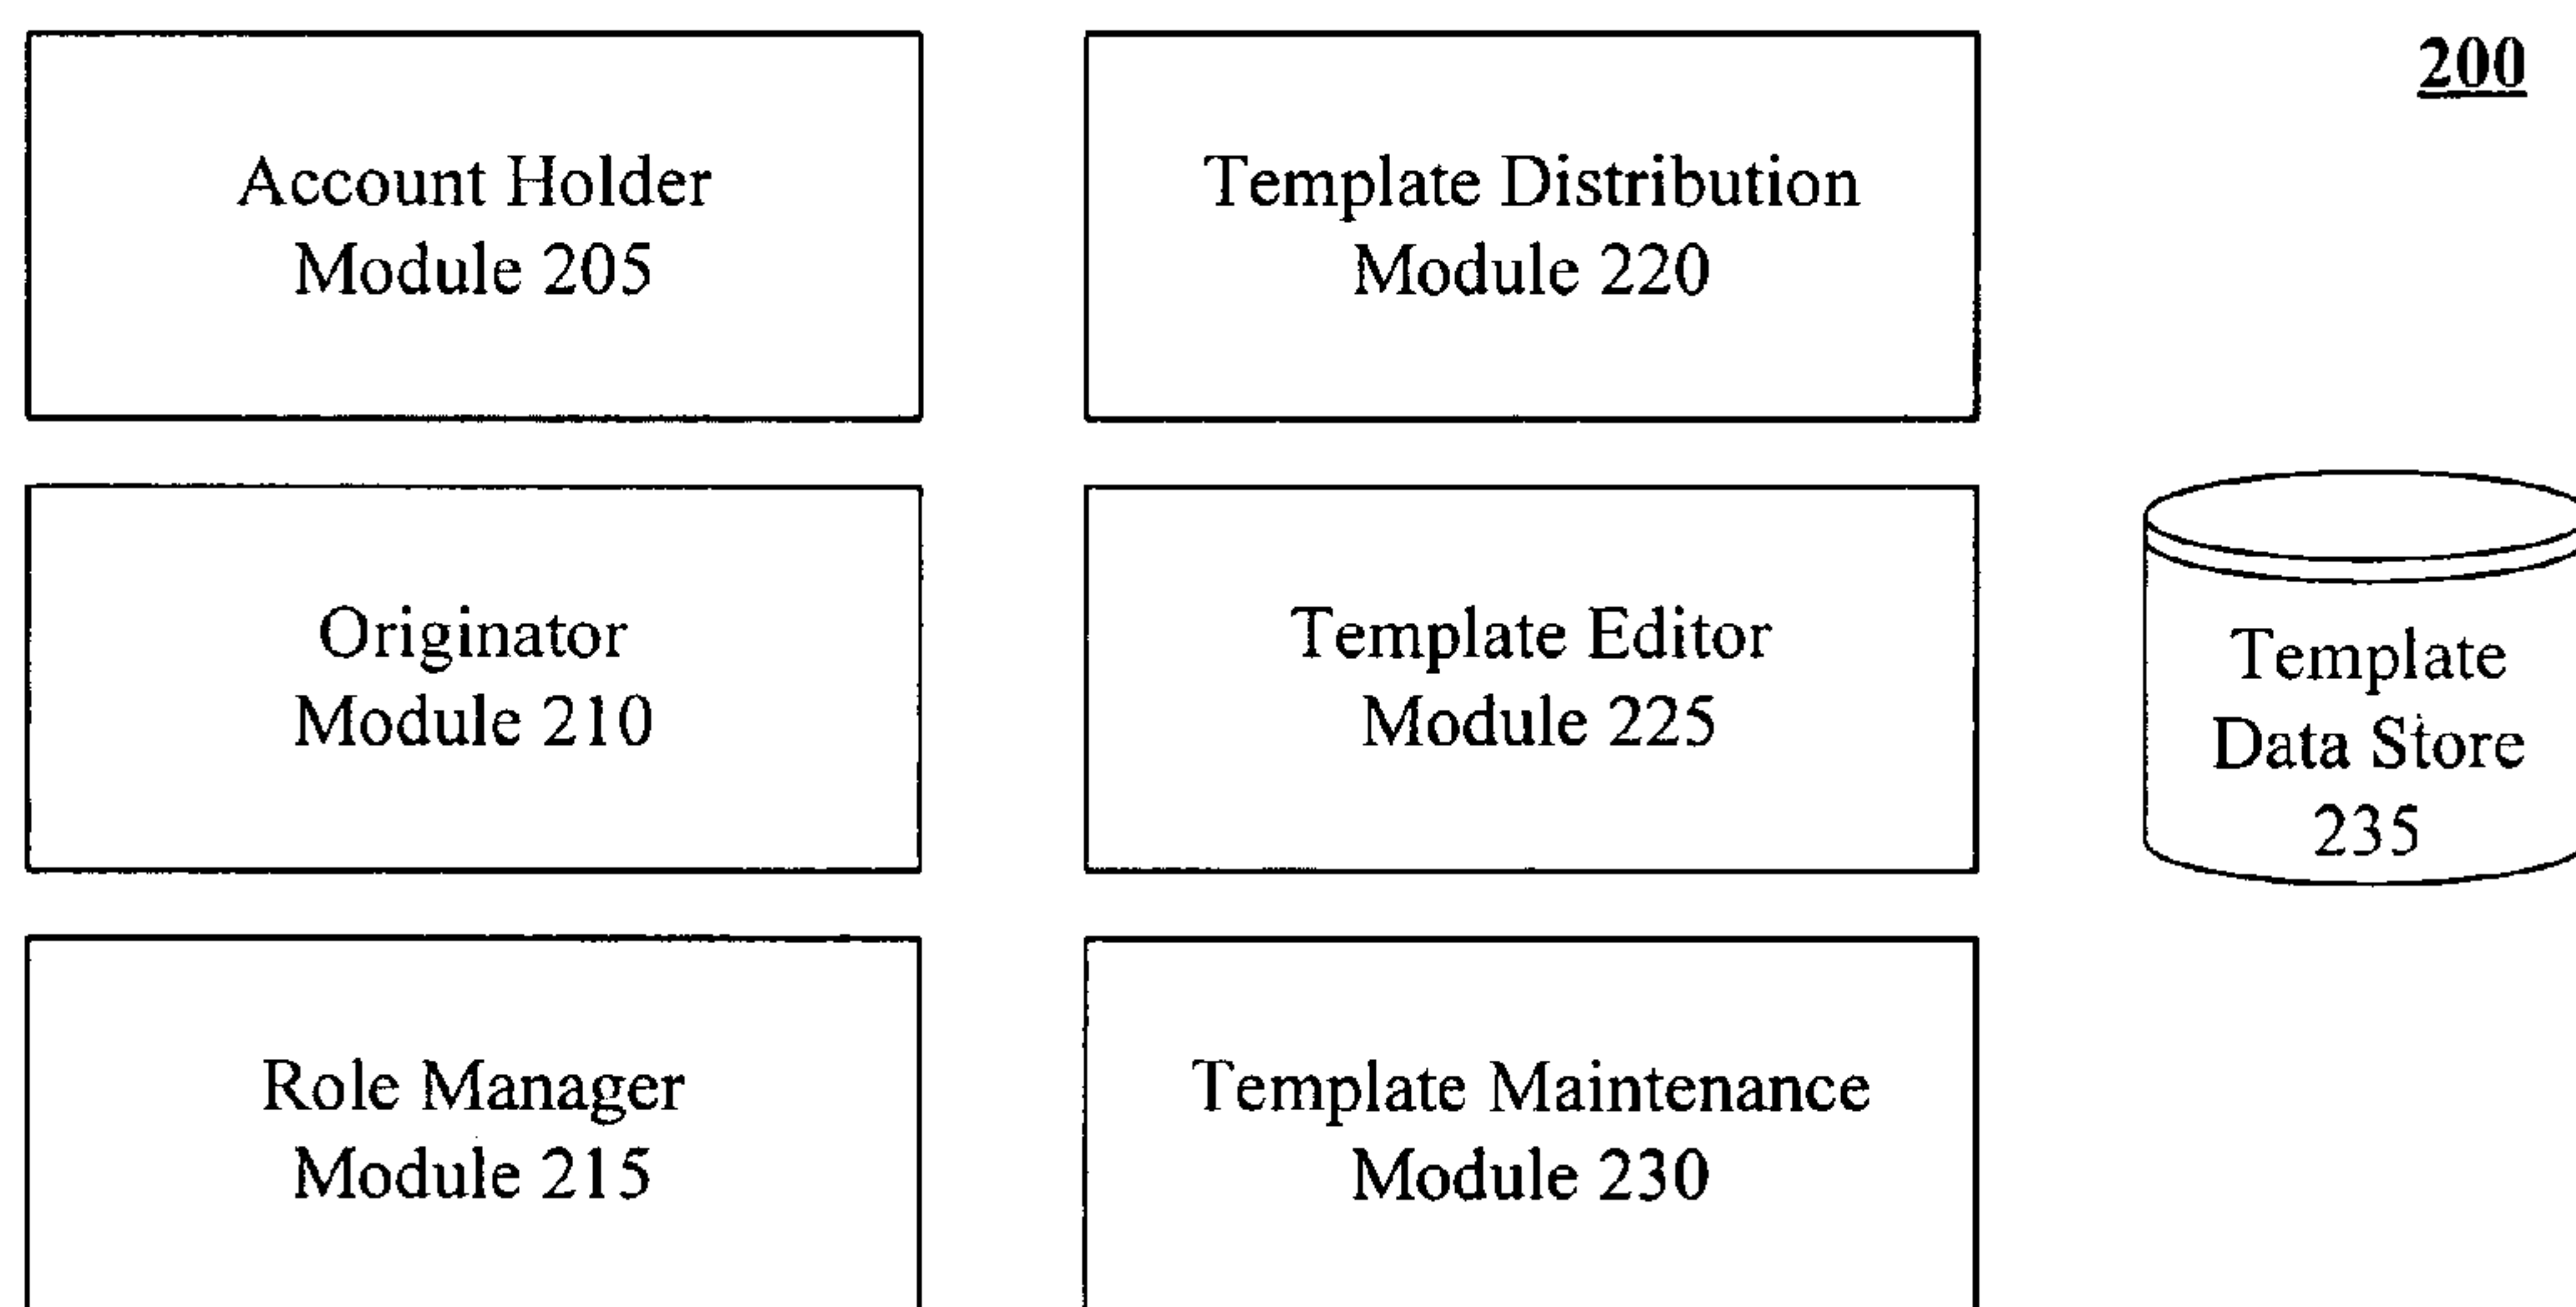 200
Account Holder
Module 205
Template Distribution
Module 220
Originator
Module 210
Template Editor
Module 225
Template
Data Store
235
Role Manager
Module 215
Template Maintenance
Module 230